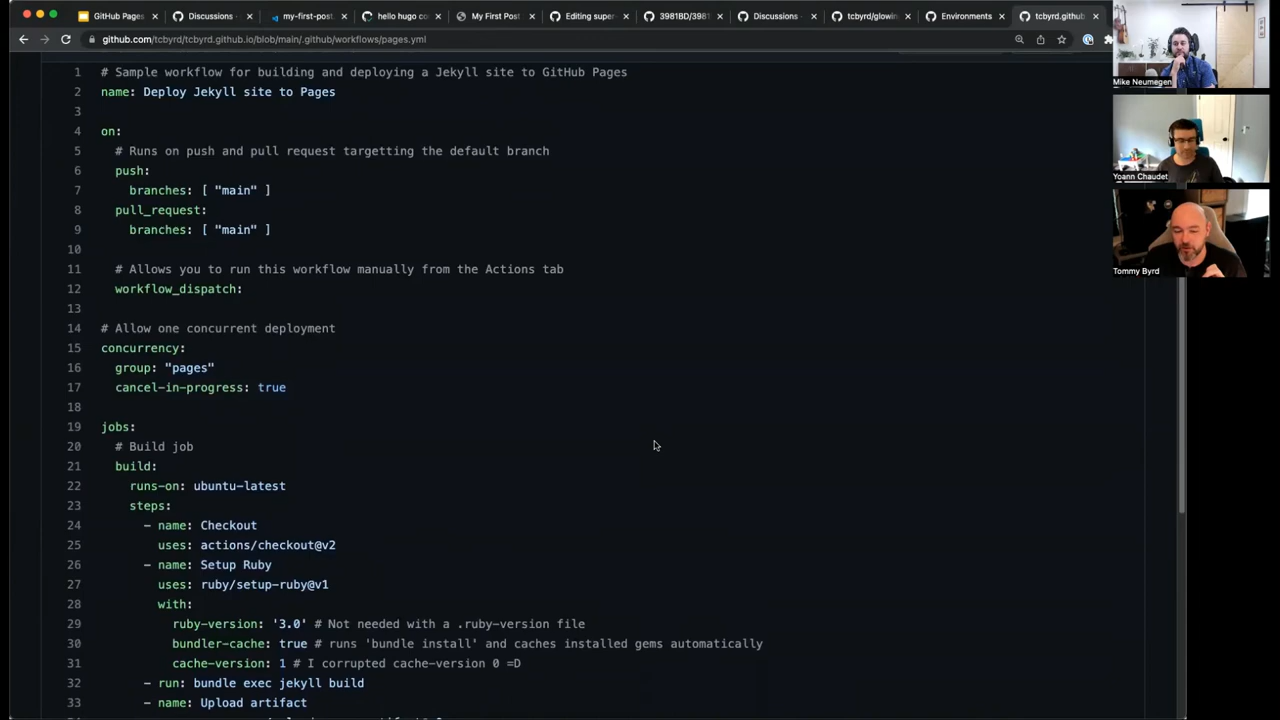 GitHub Pages
Discussions ·
my-first-post
hello hugo co
My First Post
Editing super-
3981BD/3981
Discussions ·
tcbyrd/glowin
Environments
tcbyrd.github
github.com/tcbyrd/tcbyrd.github.io/blob/main/.github/workflows/pages.yml
1 # Sample workflow for building and deploying a Jekyll site to GitHub Pages
2 name: Deploy Jekyll site to Pages
3
4 on:
5 # Runs on push and pull request targetting the default branch
6 push:
7 branches: [ "main" ]
8 pull_request:
9 branches: [ "main" ]
10
11 # Allows you to run this workflow manually from the Actions tab
12 workflow_dispatch:
13
14 # Allow one concurrent deployment
15 concurrency:
16 group: "pages"
17 cancel-in-progress: true
18
19 jobs:
20 # Build job
21 build:
22 runs-on: ubuntu-latest
23 steps:
24 - name: Checkout
25 uses: actions/checkout@v2
26 - name: Setup Ruby
27 uses: ruby/setup-ruby@v1
28 with:
29 ruby-version: '3.0' # Not needed with a .ruby-version file
30 bundler-cache: true # runs 'bundle install' and caches installed gems automatically
31 cache-version: 1 # I corrupted cache-version 0 =D
32 - run: bundle exec jekyll build
33 - name: Upload artifact
Mike Neumegen
Yoann Chaudet
Tommy Byrd